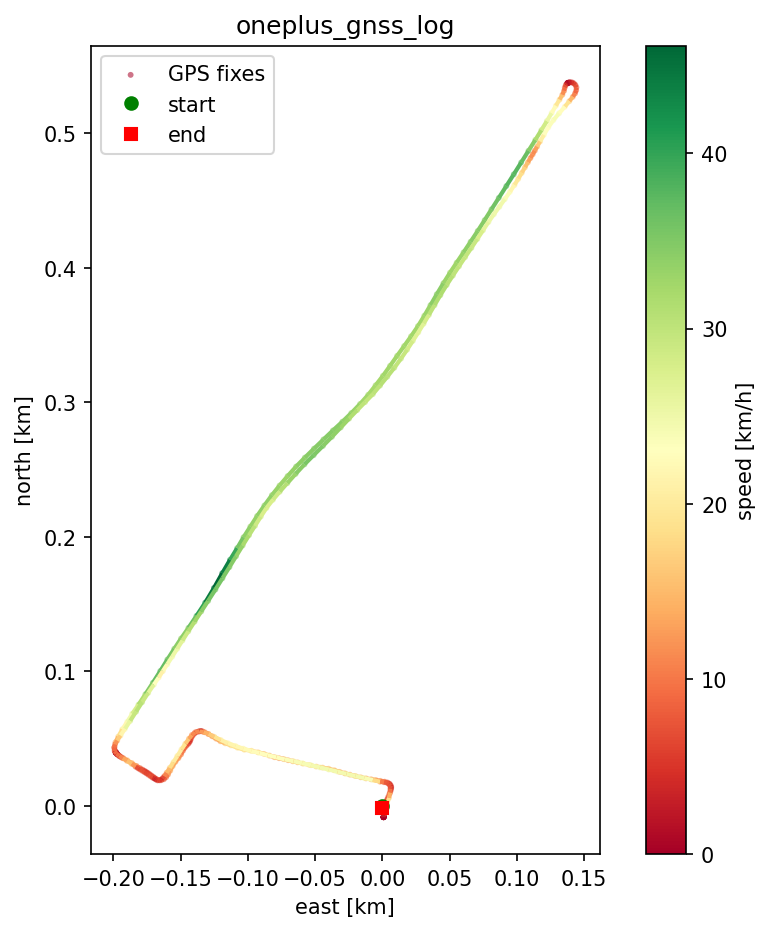 oneplus_gnss_log
GPS fixes
start
end
0.5
0.4
0.3
0.2
0.1
0.0
north [km]
−0.20 −0.15 −0.10 −0.05 0.00 0.05 0.10 0.15
east [km]
40
30
20
10
0
speed [km/h]